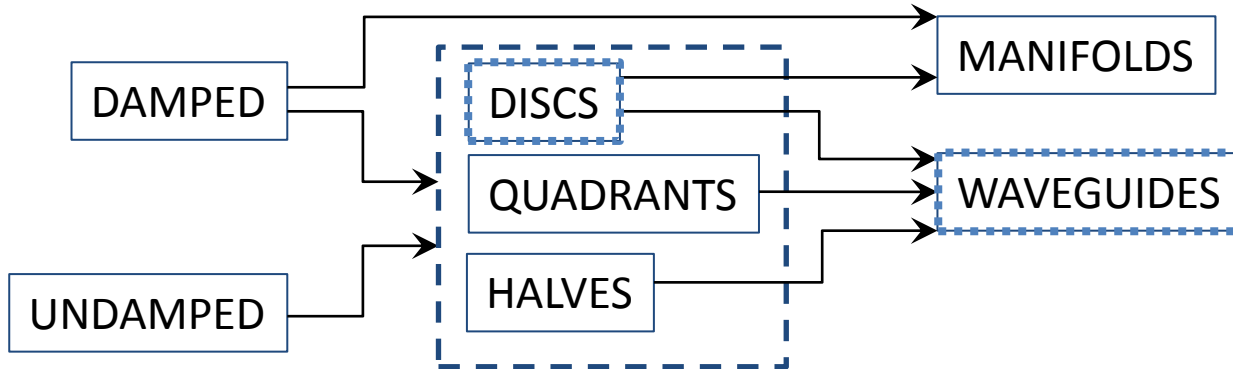 DAMPED
UNDAMPED
DISCS
QUADRANTS
HALVES
MANIFOLDS
WAVEGUIDES